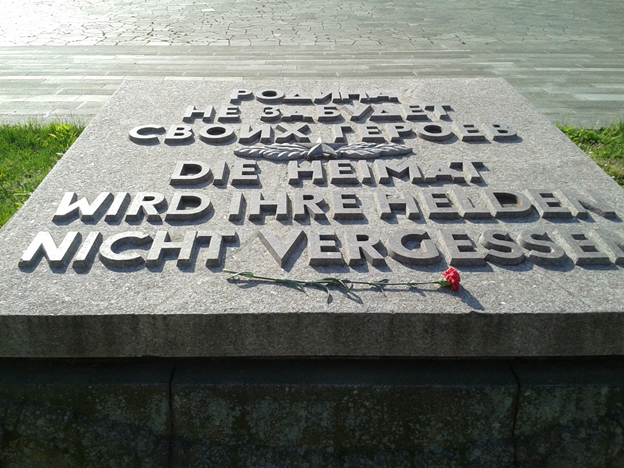 РОДИНА
НЕ ЗАБУДЕТ
СВОИХ ГЕРОЕВ
DIE HEIMAT
WIRD IHRE HELDEN
NICHT VERGESSEN